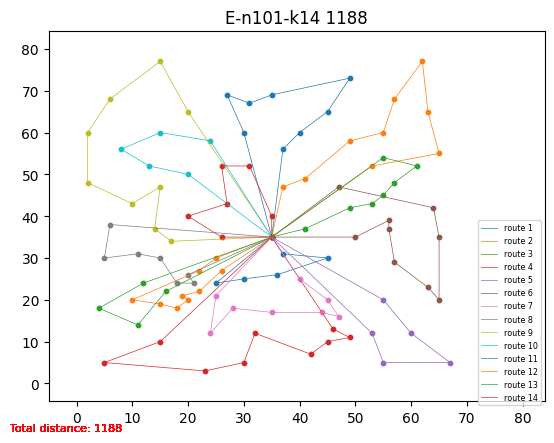 E-n101-k14 1188
80
70
60
50
40
30
20
10
0
route 1
route 2
route 3
route 4
route 5
route 6
route 7
route 8
route 9
route 10
route 11
route 12
route 13
route 14
0 10 20 30 40 50 60 70 80
Total distance: 1188